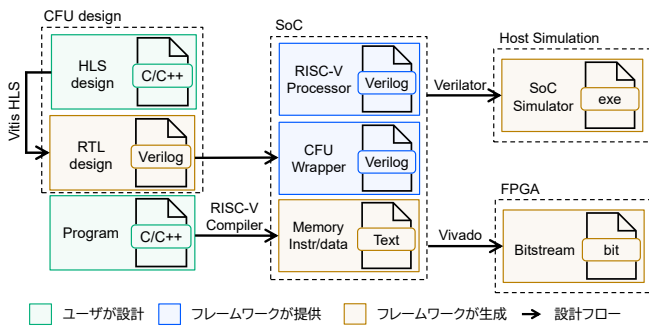 CFU design
HLS
design
C/C++
Vitis HLS
RTL
design
Verilog
Program
C/C++
RISC-V
Compiler
SoC
RISC-V
Processor
Verilog
CFU
Wrapper
Verilog
Memory
Instr/data
Text
Verilator
Vivado
Host Simulation
SoC
Simulator
exe
FPGA
Bitstream
bit
ユーザが設計
フレームワークが提供
フレームワークが生成
設計フロー